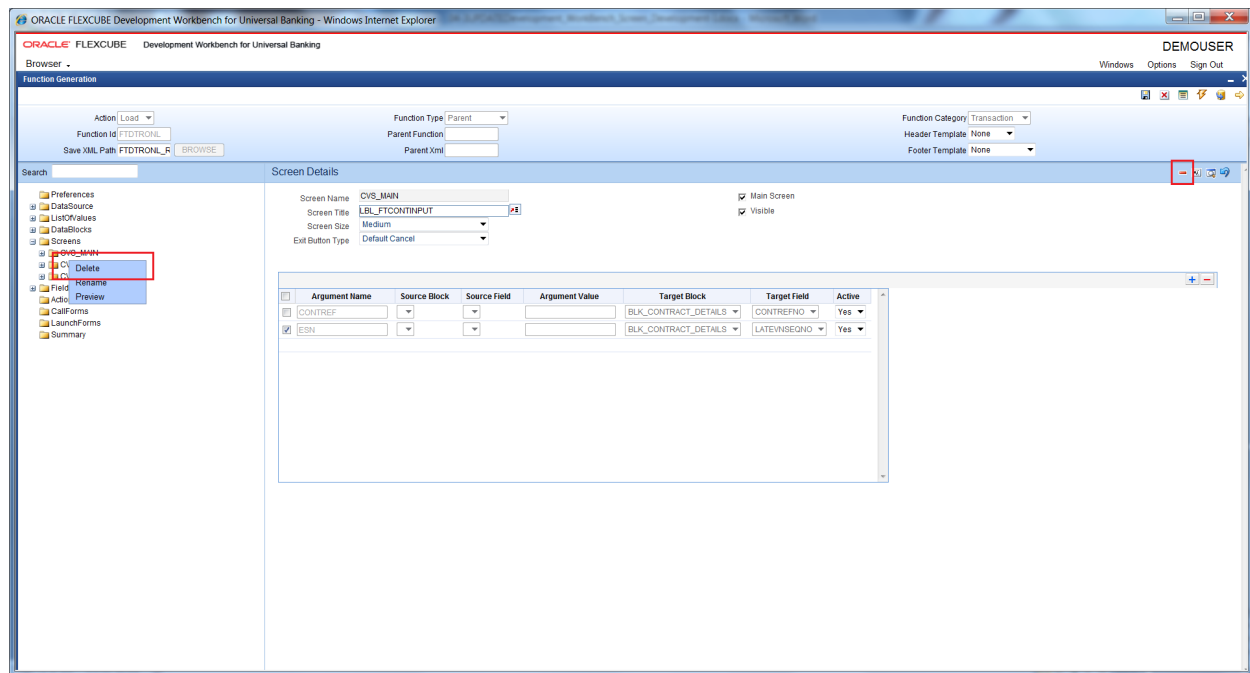 ORACLE FLEXCUBE Development Workbench for Universal Banking - Windows Internet Explorer
ORACLE FLEXCUBE Development Workbench for Universal Banking
DEMOUSER
Browser
Windows Options Sign Out
Function Generation
Action Load Function Type Parent Function Category Transaction
Function Id FTDTRONL Parent Function Header Template None
Save XML Path FTDTRONL_R BROWSE Parent Xml Footer Template None
Search
Screen Details
Preferences
DataSource
ListOfValues
DataBlocks
Screens
CVS_MAIN
Delete
Rename
Preview
Field
Actio
CallForms
LaunchForms
Summary
Screen Name CVS_MAIN Main Screen
Screen Title LBL_FTCONTINPUT Visible
Screen Size Medium
Exit Button Type Default Cancel
Argument Name Source Block Source Field Argument Value Target Block Target Field Active
CONTREF BLK_CONTRACT_DETAILS CONTREFNO Yes
ESN BLK_CONTRACT_DETAILS LATEVNSEQNO Yes